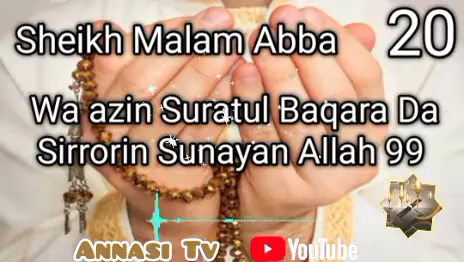 Sheikh Malam Abba 20
Wa azin Suratul Baqara Da
Sirrorin Sunayan Allah 99
ANNASI TV YouTube